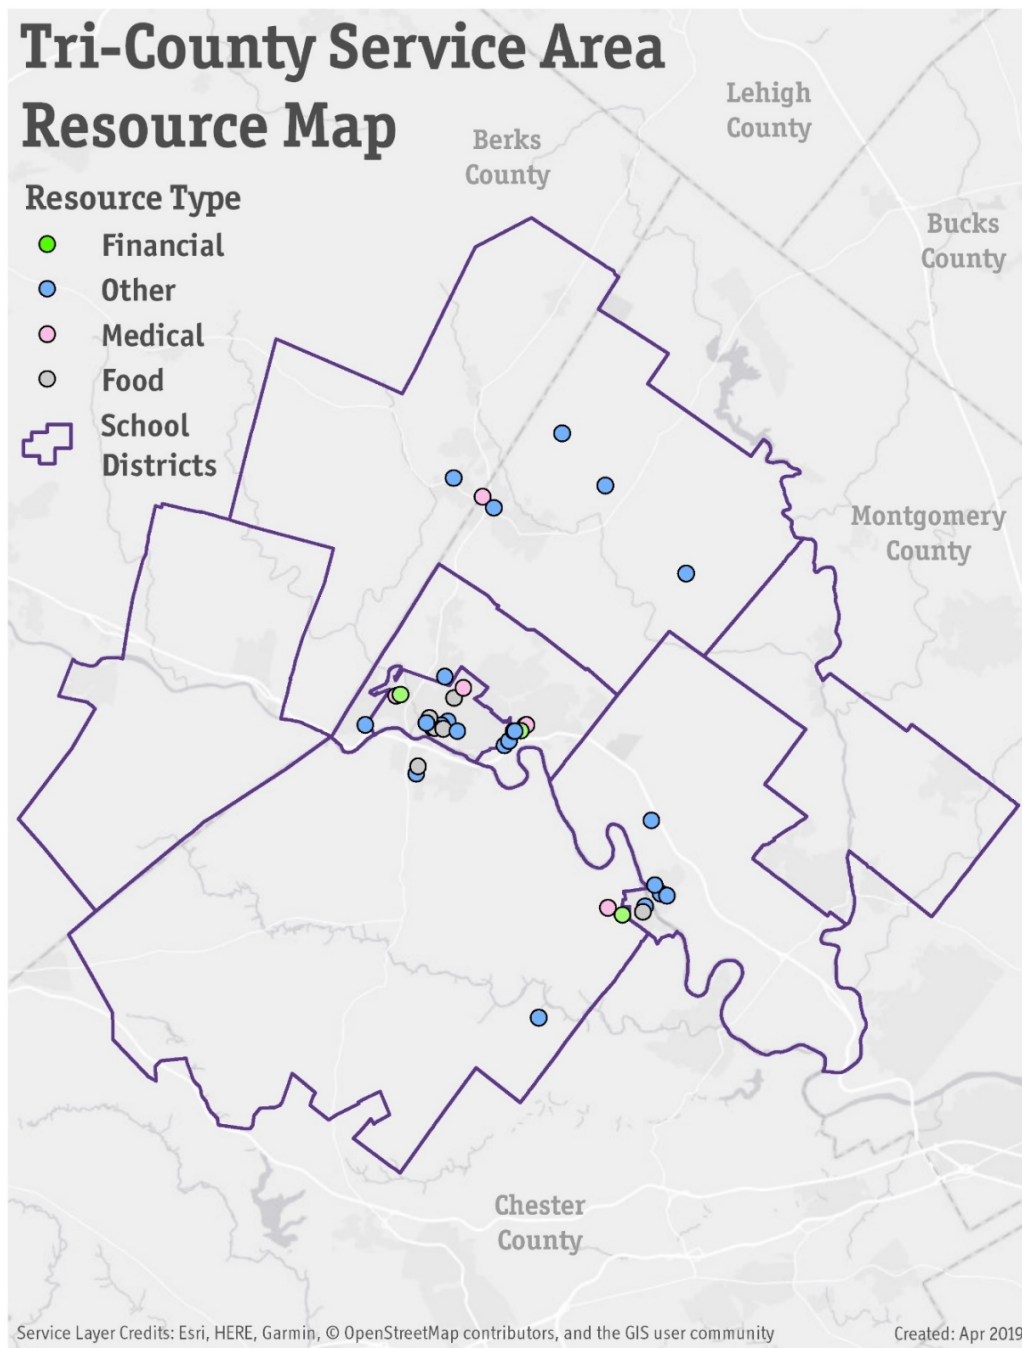 Tri-County Service Area
Resource Map
Lehigh
County
Berks
County
Resource Type
Bucks
County
Financial
Other
Medical
Food
School
Districts
Montgomery
County
Chester
County
Service Layer Credits: Esri, HERE, Garmin, © OpenStreetMap contributors, and the GIS user community
Created: Apr 2019